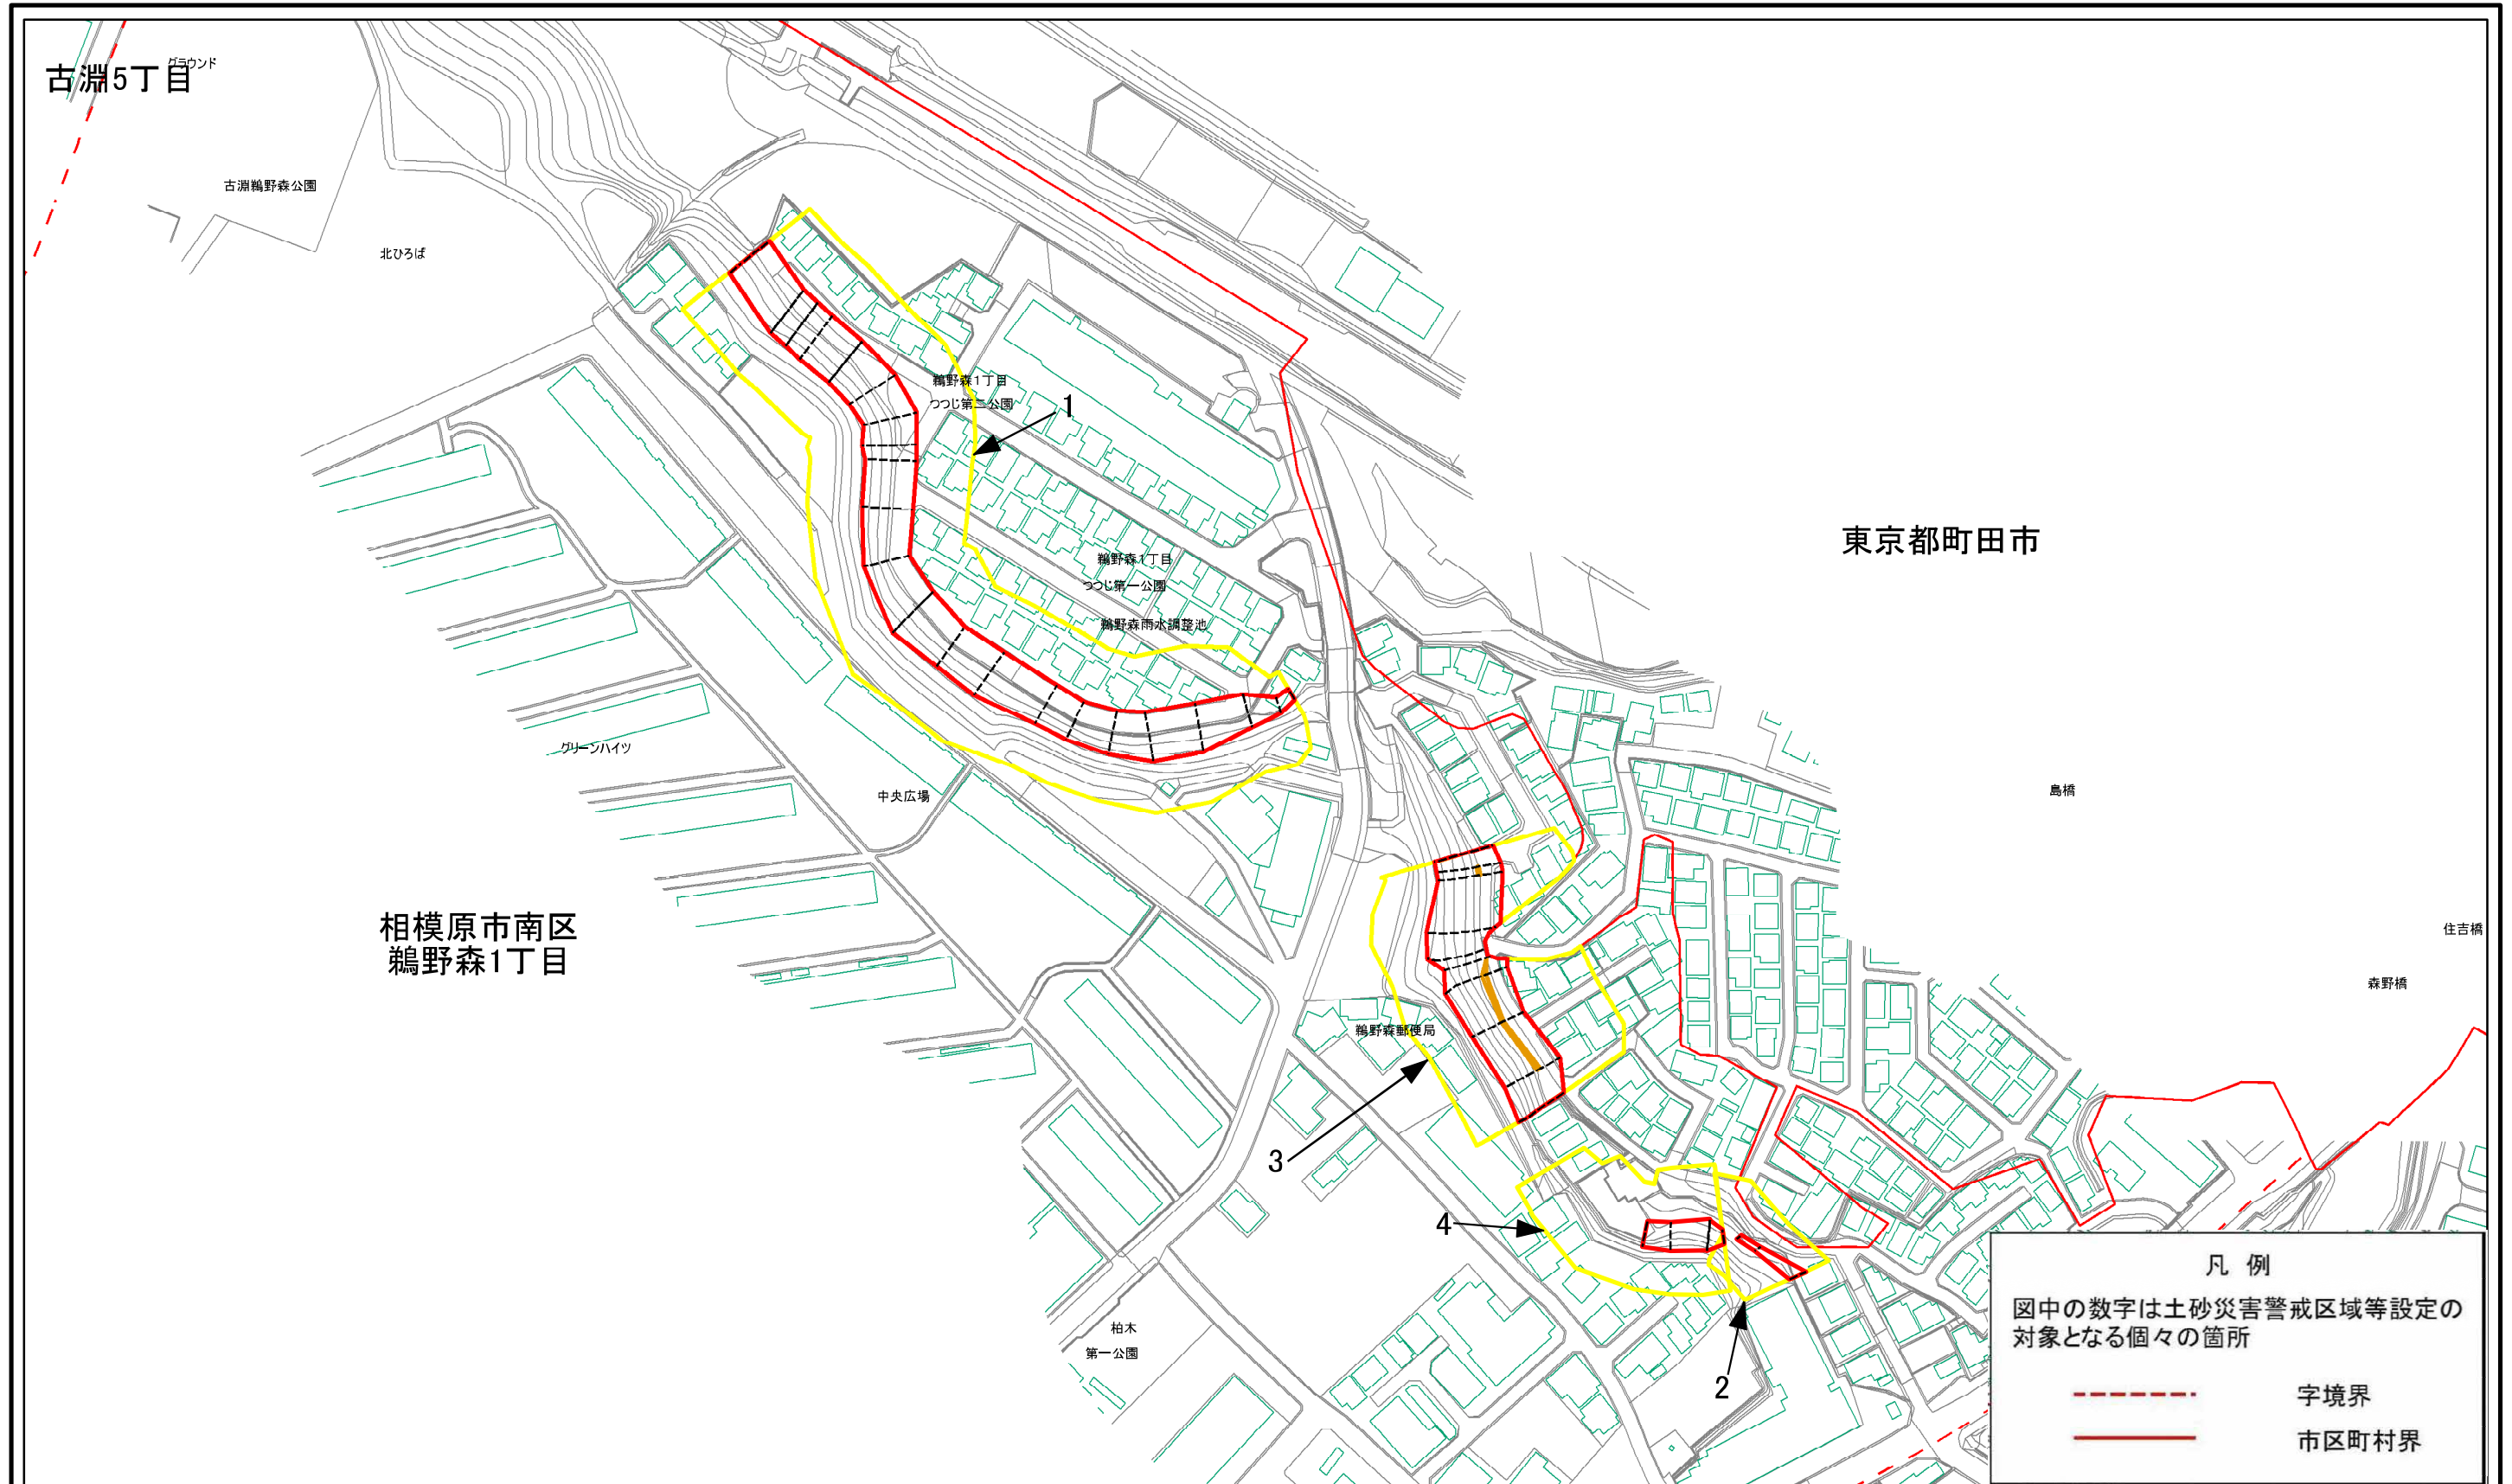 古淵5丁目
グラウンド
古淵鵜野森公園
北ひろば
鵜野森1丁目
つつじ第二公園
1
東京都町田市
鵜野森1丁目
つつじ第一公園
鵜野森雨水調整池
グリーンハイツ
中央広場
島橋
相模原市南区
鵜野森1丁目
住吉橋
森野橋
鵜野森郵便局
3
4
柏木
第一公園
2
凡 例
図中の数字は土砂災害警戒区域等設定の
対象となる個々の箇所
字境界
市区町村界